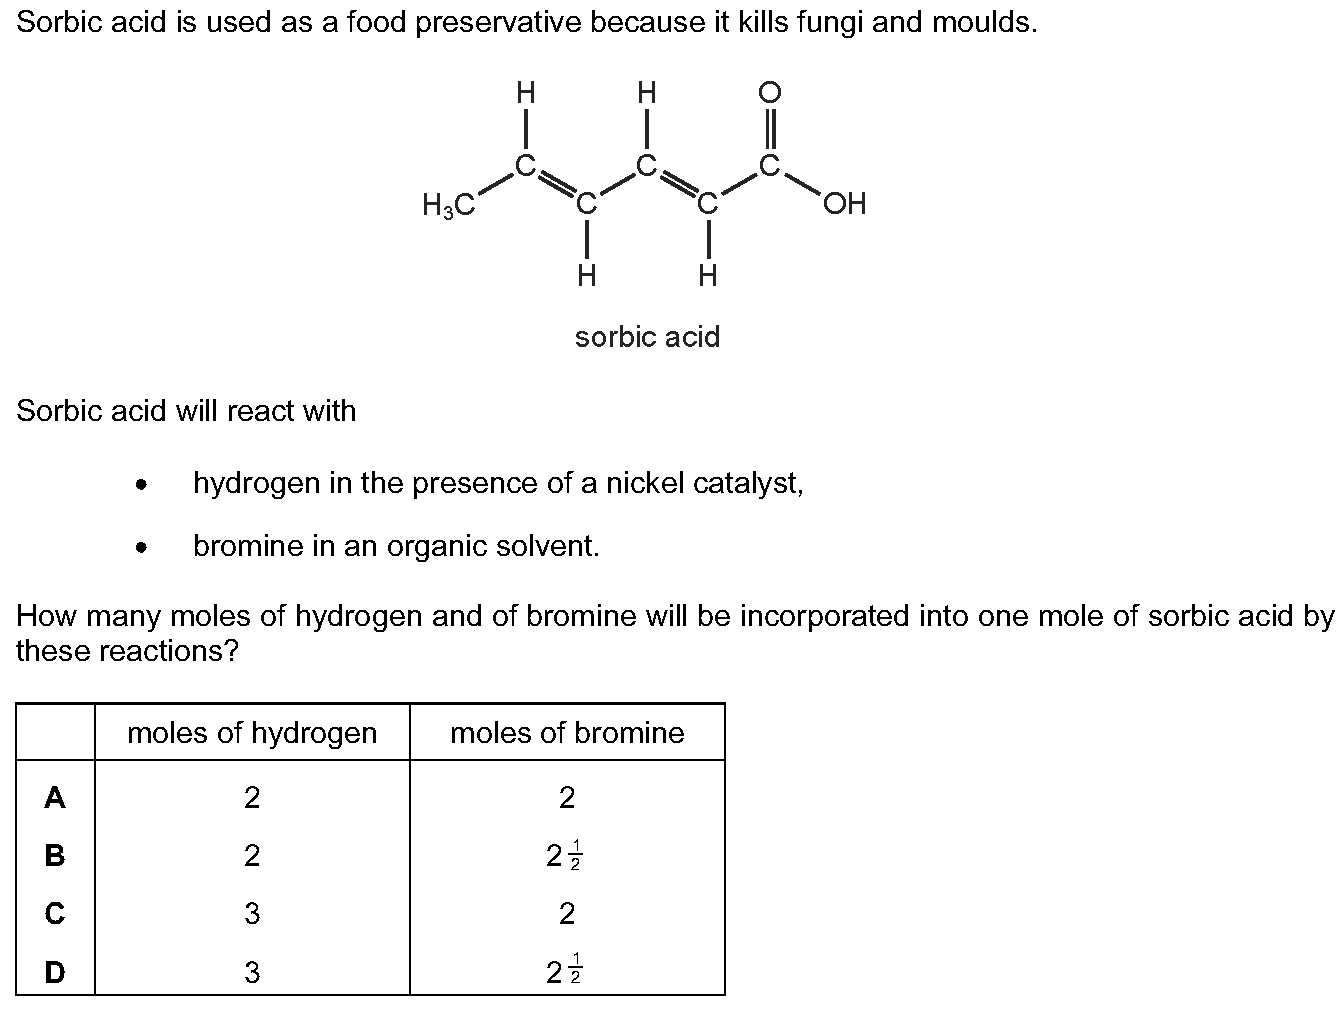 Sorbic acid is used as a food preservative because it kills fungi and moulds.
H H O
C C C
H₃C C C OH
H H
sorbic acid
Sorbic acid will react with
• hydrogen in the presence of a nickel catalyst,
• bromine in an organic solvent.
How many moles of hydrogen and of bromine will be incorporated into one mole of sorbic acid by
these reactions?
moles of hydrogen moles of bromine
A 2 2
B 2 2 1/2
C 3 2
D 3 2 1/2